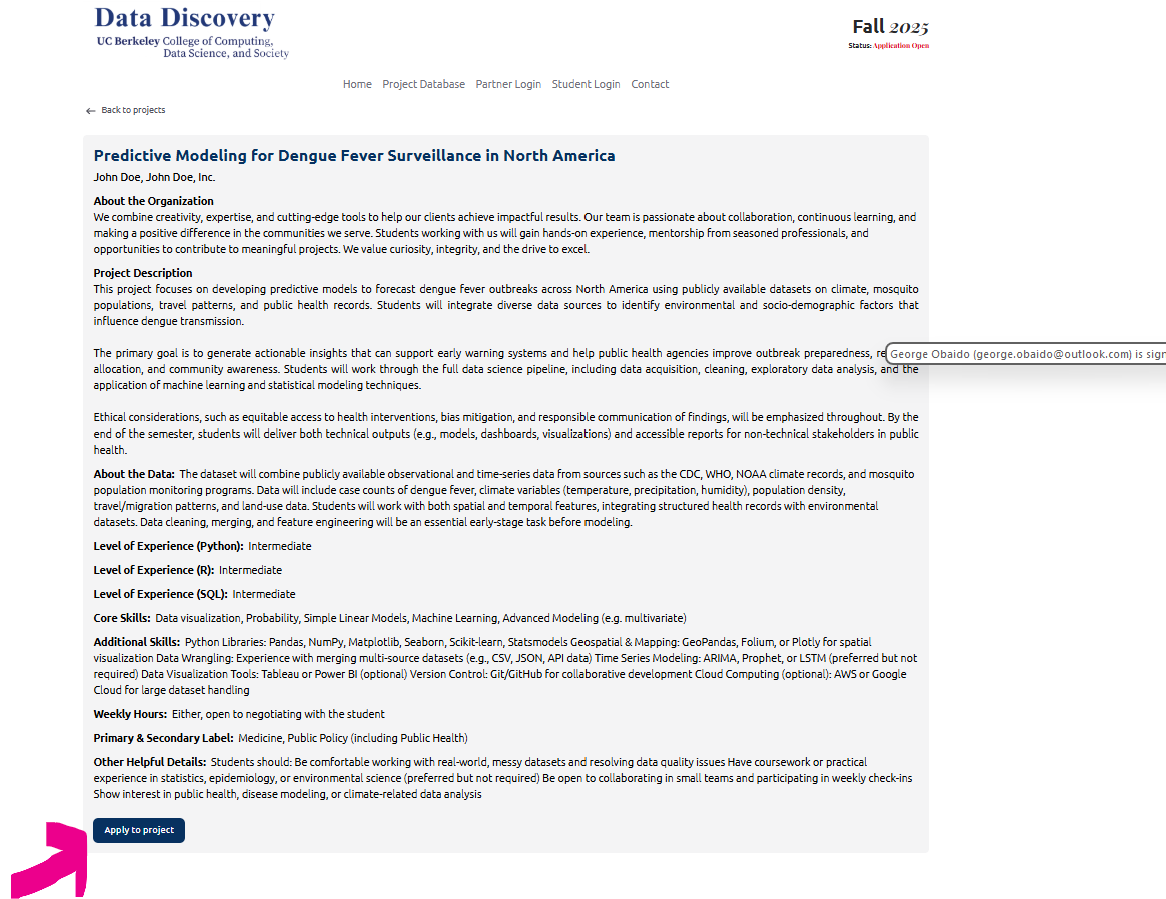 Data Discovery
UC Berkeley College of Computing,
Data Science, and Society
Fall 2025
Status: Application Open
Home Project Database Partner Login Student Login Contact
← Back to projects
Predictive Modeling for Dengue Fever Surveillance in North America
John Doe, John Doe, Inc.
About the Organization
We combine creativity, expertise, and cutting-edge tools to help our clients achieve impactful results. Our team is passionate about collaboration, continuous learning, and
making a positive difference in the communities we serve. Students working with us will gain hands-on experience, mentorship from seasoned professionals, and
opportunities to contribute to meaningful projects. We value curiosity, integrity, and the drive to excel.
Project Description
This project focuses on developing predictive models to forecast dengue fever outbreaks across North America using publicly available datasets on climate, mosquito
populations, travel patterns, and public health records. Students will integrate diverse data sources to identify environmental and socio-demographic factors that
influence dengue transmission.
The primary goal is to generate actionable insights that can support early warning systems and help public health agencies improve outbreak preparedness, re
George Obaido (george.obaido@outlook.com) is sign
allocation, and community awareness. Students will work through the full data science pipeline, including data acquisition, cleaning, exploratory data analysis, and the
application of machine learning and statistical modeling techniques.
Ethical considerations, such as equitable access to health interventions, bias mitigation, and responsible communication of findings, will be emphasized throughout. By the
end of the semester, students will deliver both technical outputs (e.g., models, dashboards, visualizations) and accessible reports for non-technical stakeholders in public
health.
About the Data: The dataset will combine publicly available observational and time-series data from sources such as the CDC, WHO, NOAA climate records, and mosquito
population monitoring programs. Data will include case counts of dengue fever, climate variables (temperature, precipitation, humidity), population density,
travel/migration patterns, and land-use data. Students will work with both spatial and temporal features, integrating structured health records with environmental
datasets. Data cleaning, merging, and feature engineering will be an essential early-stage task before modeling.
Level of Experience (Python): Intermediate
Level of Experience (R): Intermediate
Level of Experience (SQL): Intermediate
Core Skills: Data visualization, Probability, Simple Linear Models, Machine Learning, Advanced Modeling (e.g. multivariate)
Additional Skills: Python Libraries: Pandas, NumPy, Matplotlib, Seaborn, Scikit-learn, Statsmodels Geospatial & Mapping: GeoPandas, Folium, or Plotly for spatial
visualization Data Wrangling: Experience with merging multi-source datasets (e.g., CSV, JSON, API data) Time Series Modeling: ARIMA, Prophet, or LSTM (preferred but not
required) Data Visualization Tools: Tableau or Power BI (optional) Version Control: Git/GitHub for collaborative development Cloud Computing (optional): AWS or Google
Cloud for large dataset handling
Weekly Hours: Either, open to negotiating with the student
Primary & Secondary Label: Medicine, Public Policy (including Public Health)
Other Helpful Details: Students should: Be comfortable working with real-world, messy datasets and resolving data quality issues Have coursework or practical
experience in statistics, epidemiology, or environmental science (preferred but not required) Be open to collaborating in small teams and participating in weekly check-ins
Show interest in public health, disease modeling, or climate-related data analysis
Apply to project